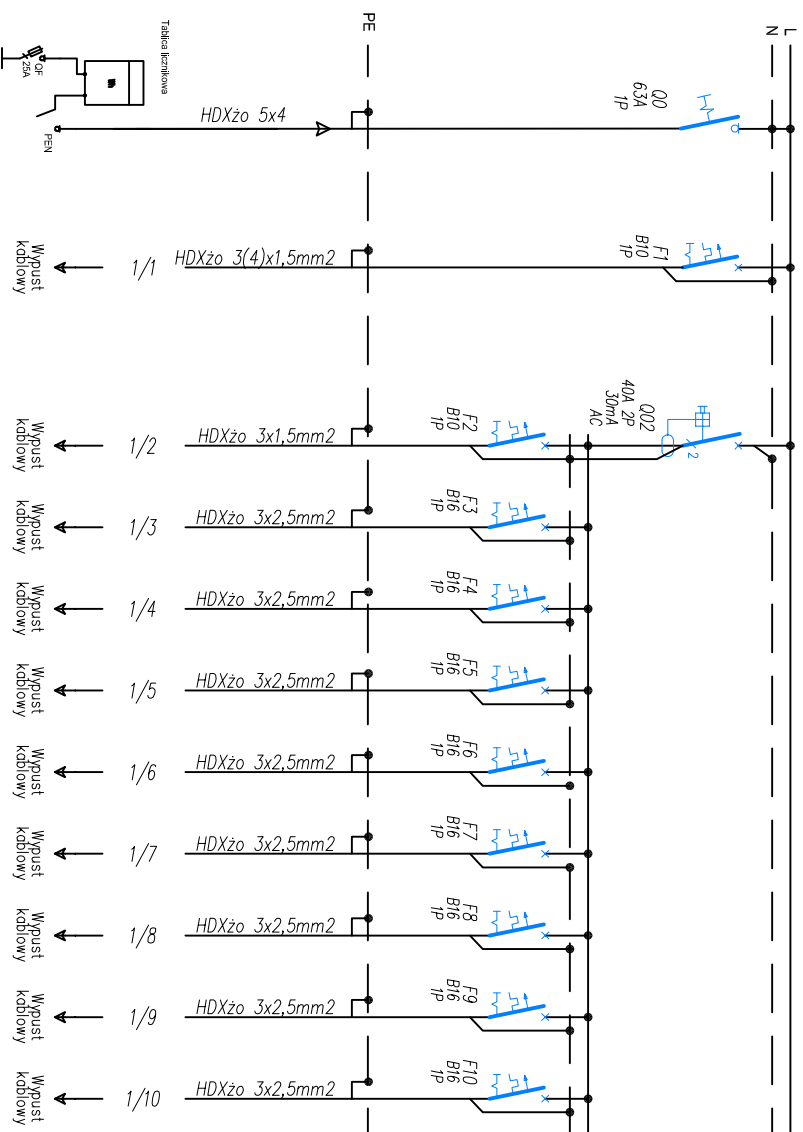 L
N
PE
Tablica licznikowa
QF
25A
PEN
HDXżo 5x4
Q0
63A
1P
Wypust
kablowy
1/1
HDXżo 3(4)x1,5mm2
F1
B10
1P
Q02
40A 2P
30mA
AC
2
Wypust
kablowy
1/2
HDXżo 3x1,5mm2
F2
B10
1P
Wypust
kablowy
1/3
HDXżo 3x2,5mm2
F3
B16
1P
Wypust
kablowy
1/4
HDXżo 3x2,5mm2
F4
B16
1P
Wypust
kablowy
1/5
HDXżo 3x2,5mm2
F5
B16
1P
Wypust
kablowy
1/6
HDXżo 3x2,5mm2
F6
B16
1P
Wypust
kablowy
1/7
HDXżo 3x2,5mm2
F7
B16
1P
Wypust
kablowy
1/8
HDXżo 3x2,5mm2
F8
B16
1P
Wypust
kablowy
1/9
HDXżo 3x2,5mm2
F9
B16
1P
Wypust
kablowy
1/10
HDXżo 3x2,5mm2
F10
B16
1P